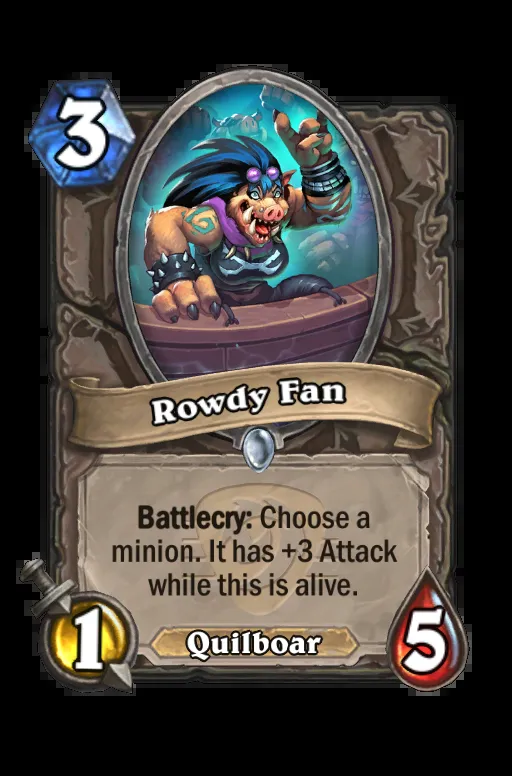 3
Rowdy Fan
Battlecry: Choose a
minion. It has +3 Attack
while this is alive.
1
Quilboar
5